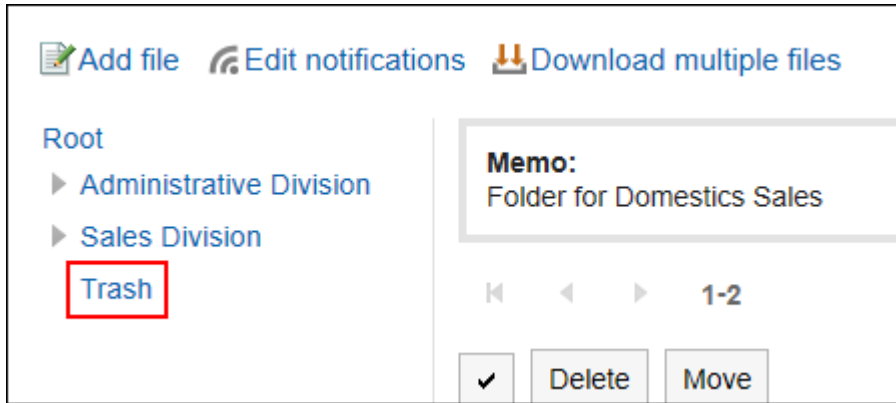 Add file Edit notifications Download multiple files
Root
Administrative Division
Sales Division
Trash
Memo:
Folder for Domestics Sales
1-2
Delete Move